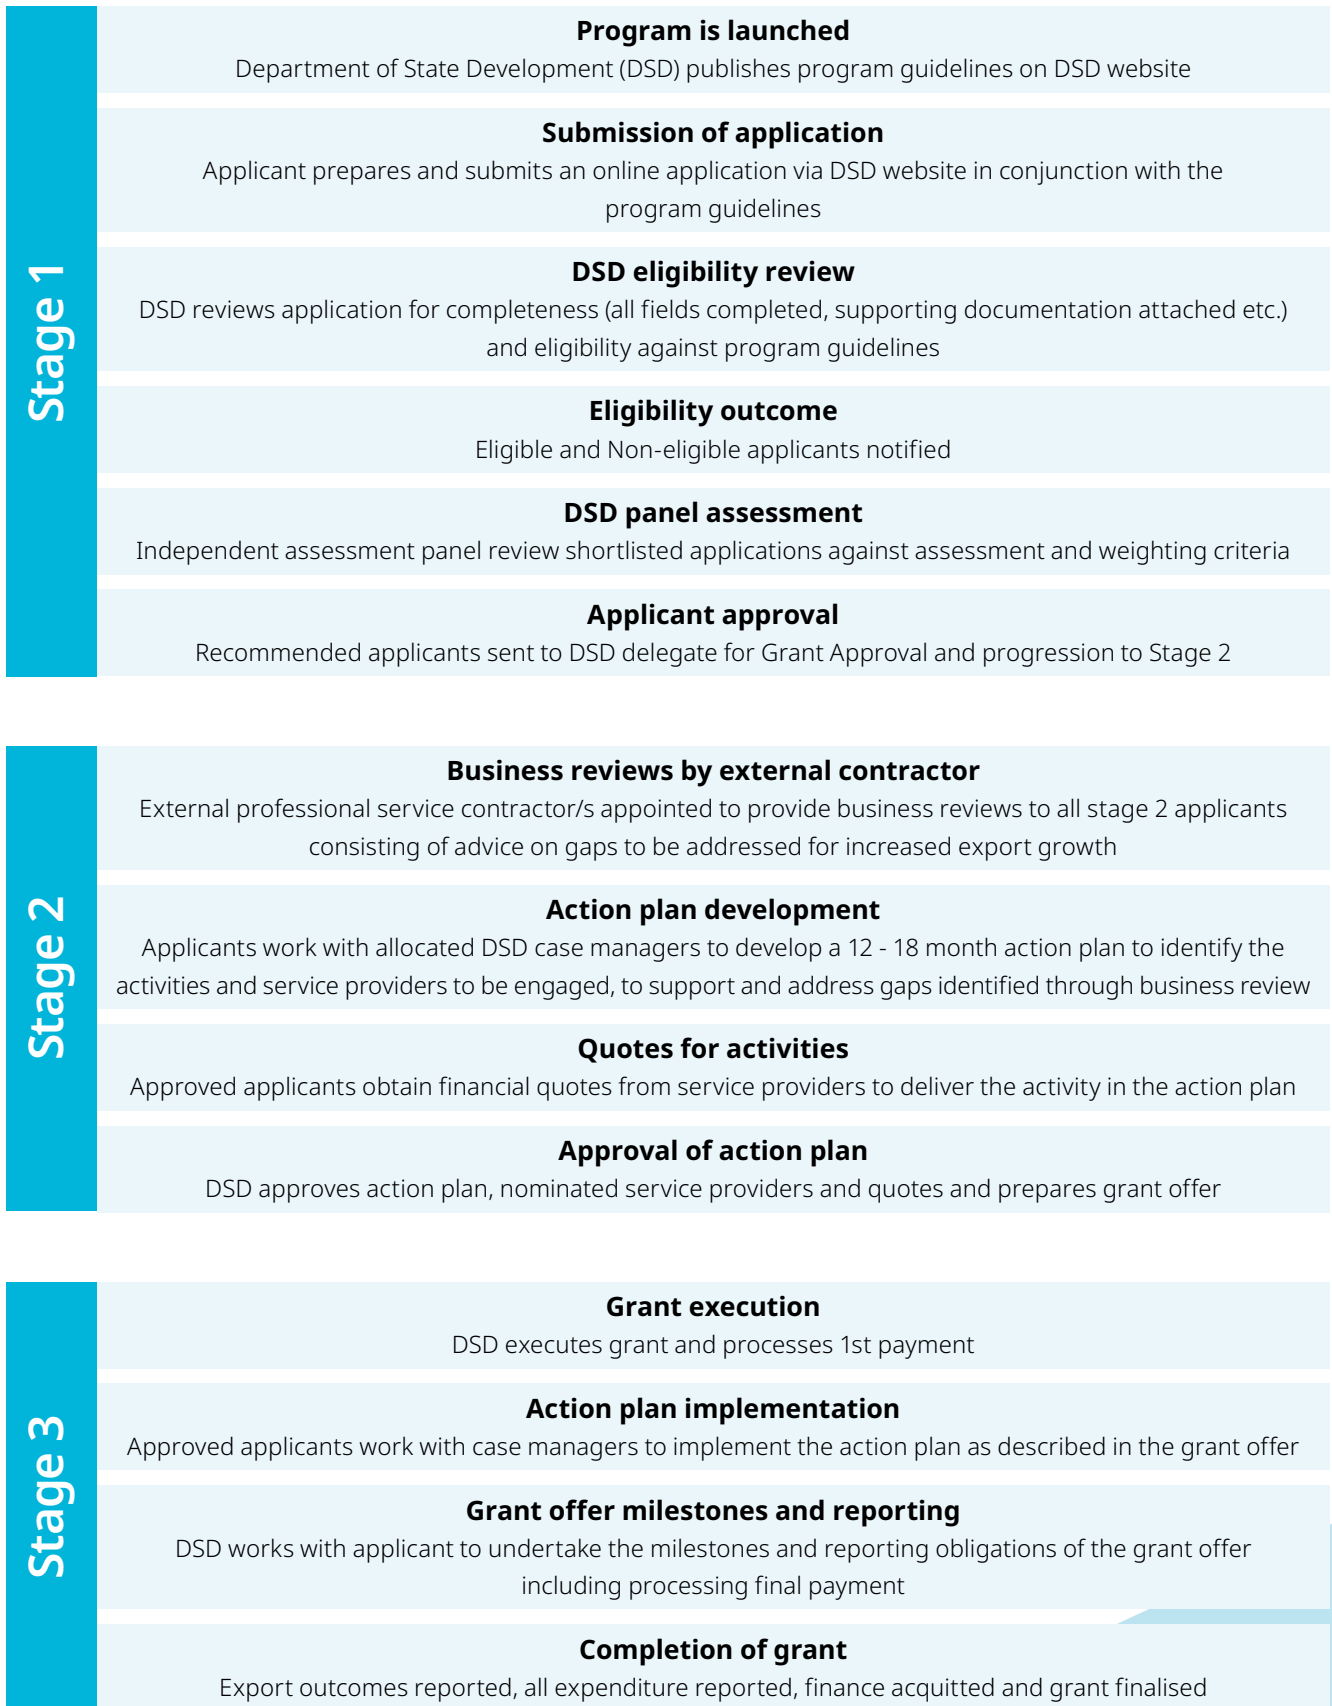 Stage 1
Program is launched
Department of State Development (DSD) publishes program guidelines on DSD website
Submission of application
Applicant prepares and submits an online application via DSD website in conjunction with the
program guidelines
DSD eligibility review
DSD reviews application for completeness (all fields completed, supporting documentation attached etc.)
and eligibility against program guidelines
Eligibility outcome
Eligible and Non-eligible applicants notified
DSD panel assessment
Independent assessment panel review shortlisted applications against assessment and weighting criteria
Applicant approval
Recommended applicants sent to DSD delegate for Grant Approval and progression to Stage 2
Stage 2
Business reviews by external contractor
External professional service contractor/s appointed to provide business reviews to all stage 2 applicants
consisting of advice on gaps to be addressed for increased export growth
Action plan development
Applicants work with allocated DSD case managers to develop a 12 - 18 month action plan to identify the
activities and service providers to be engaged, to support and address gaps identified through business review
Quotes for activities
Approved applicants obtain financial quotes from service providers to deliver the activity in the action plan
Approval of action plan
DSD approves action plan, nominated service providers and quotes and prepares grant offer
Stage 3
Grant execution
DSD executes grant and processes 1st payment
Action plan implementation
Approved applicants work with case managers to implement the action plan as described in the grant offer
Grant offer milestones and reporting
DSD works with applicant to undertake the milestones and reporting obligations of the grant offer
including processing final payment
Completion of grant
Export outcomes reported, all expenditure reported, finance acquitted and grant finalised